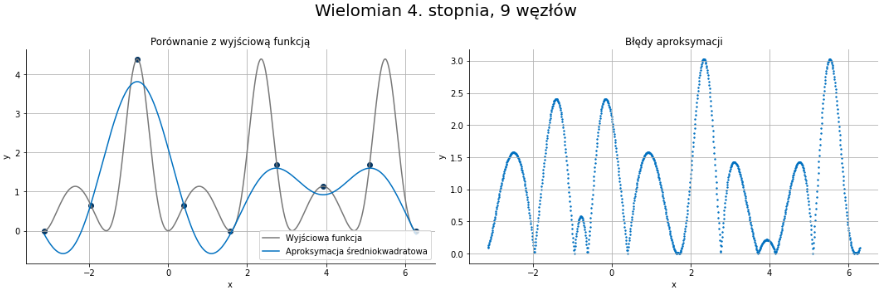 Wielomian 4. stopnia, 9 węzłów
Porównanie z wyjściową funkcją
y
4
3
2
1
0
−2
0
2
4
6
x
Wyjściowa funkcja
Aproksymacja średniokwadratowa
Błędy aproksymacji
y
3.0
2.5
2.0
1.5
1.0
0.5
0.0
−2
0
2
4
6
x